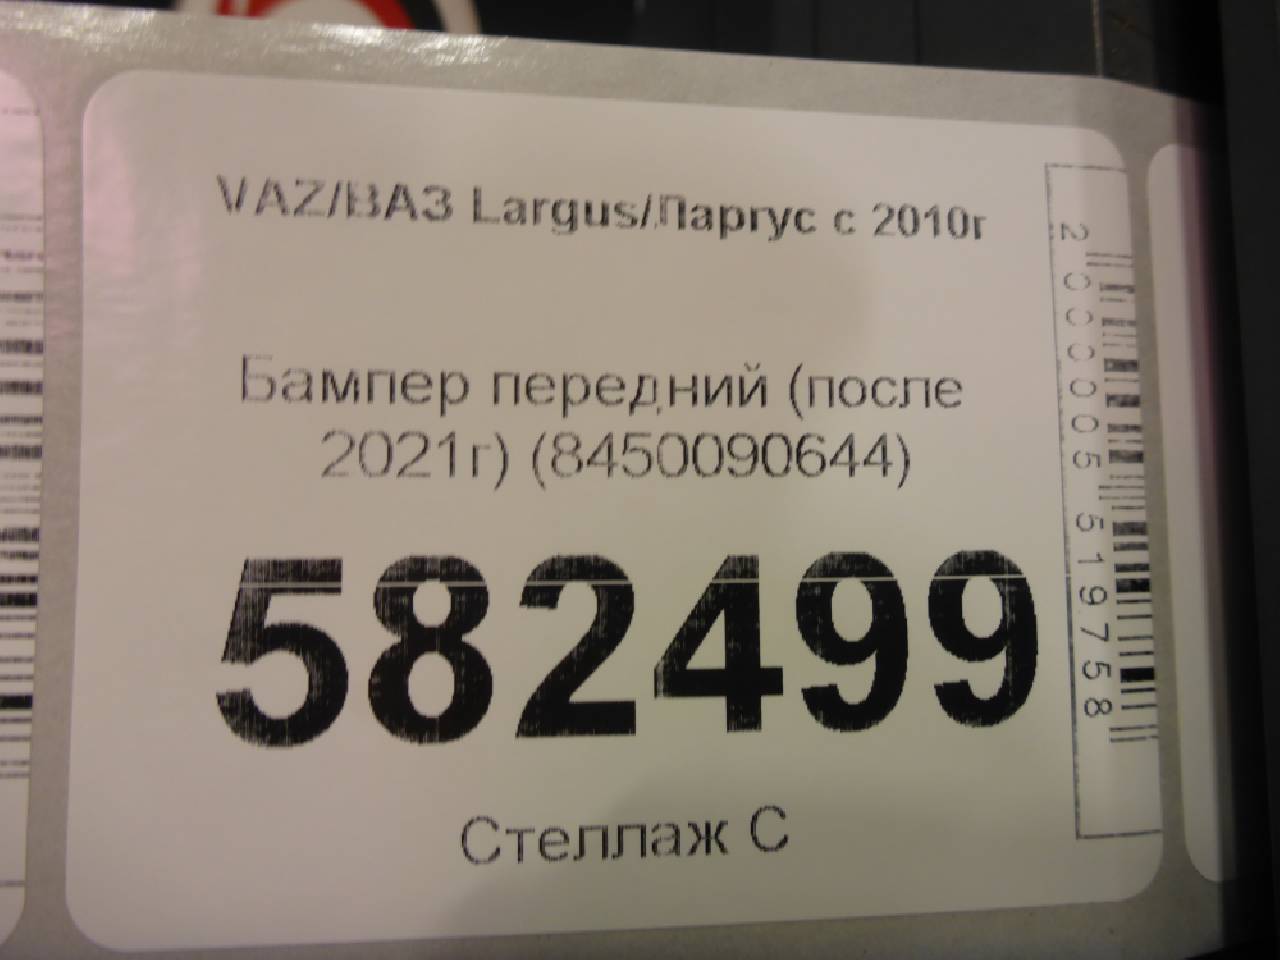 VAZ/ВАЗ Largus/Ларгус с 2010г
Бампер передний (после
2021г) (8450090644)
582499
Стеллаж С
2000005519758